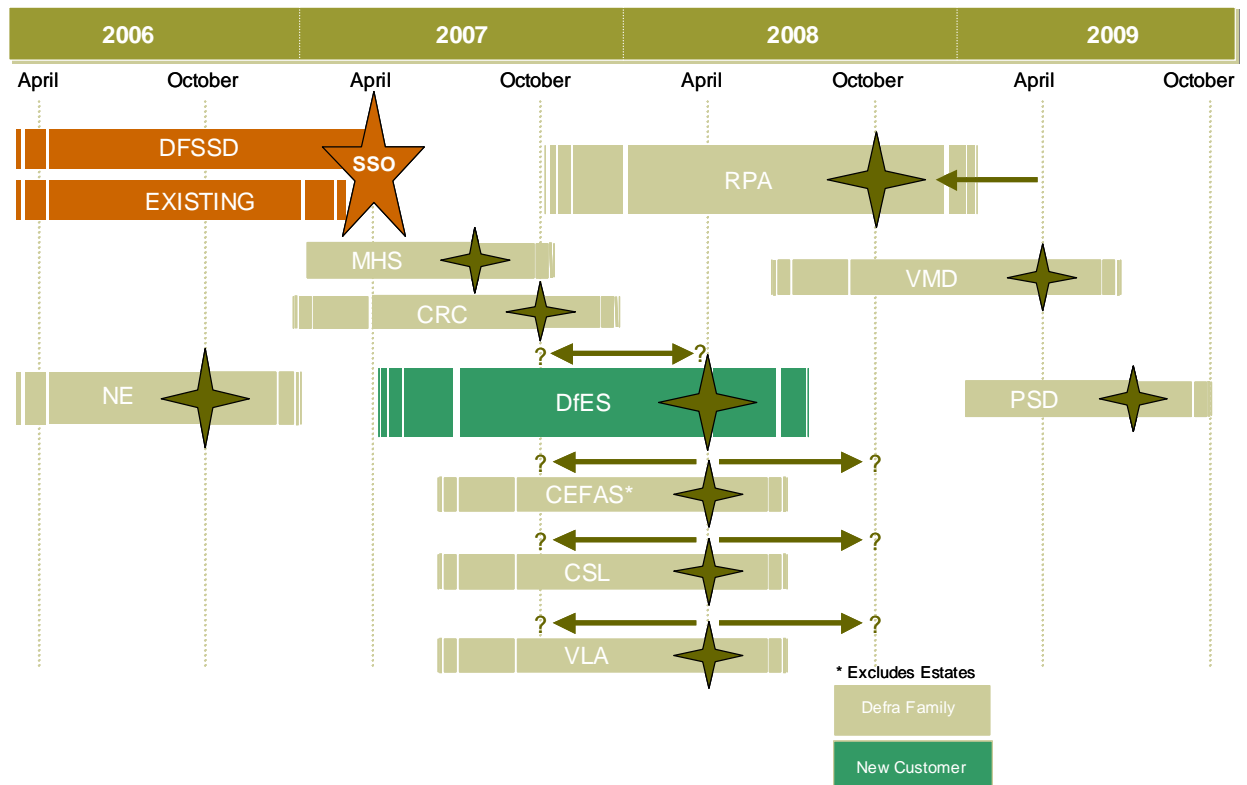 2006 2007 2008 2009
April October April October April October April October
DFSSD
SSO
RPA
EXISTING
MHS
VMD
CRC
? ?
NE
DfES
PSD
? ?
CEFAS*
? ?
CSL
? ?
VLA
* Excludes Estates
Defra Family
New Customer